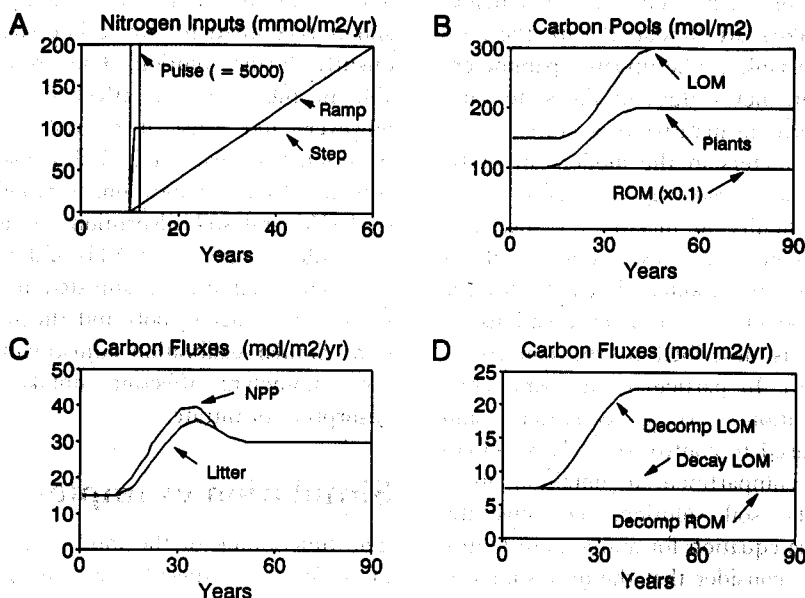 A
Nitrogen Inputs (mmol/m2/yr)
200
150
100
50
0
Pulse ( = 5000)
Ramp
Step
20
40
60
0
Years
B
Carbon Pools (mol/m2)
300
200
100
0
LOM
Plants
ROM (x0.1)
0
30
60
90
Years
C
Carbon Fluxes (mol/m2/yr)
50
40
30
20
10
0
NPP
Litter
0
30
60
90
Years
D
Carbon Fluxes (mol/m2/yr)
25
20
15
10
5
0
Decomp LOM
Decay LOM
Decomp ROM
0
30
60
90
Years